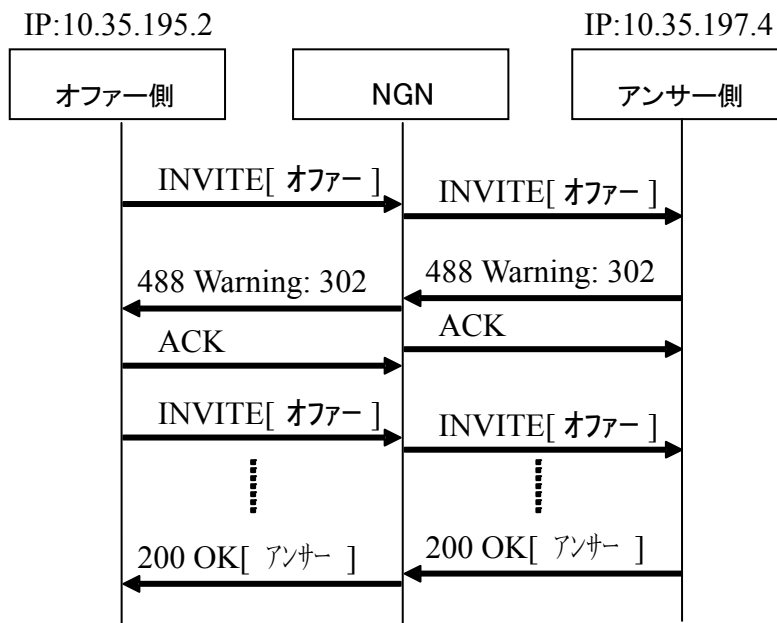 IP:10.35.195.2
IP:10.35.197.4
オファー側
NGN
アンサー側
INVITE[ オファー ]
INVITE[ オファー ]
488 Warning: 302
488 Warning: 302
ACK
ACK
INVITE[ オファー ]
INVITE[ オファー ]
200 OK[ アンサー ]
200 OK[ アンサー ]